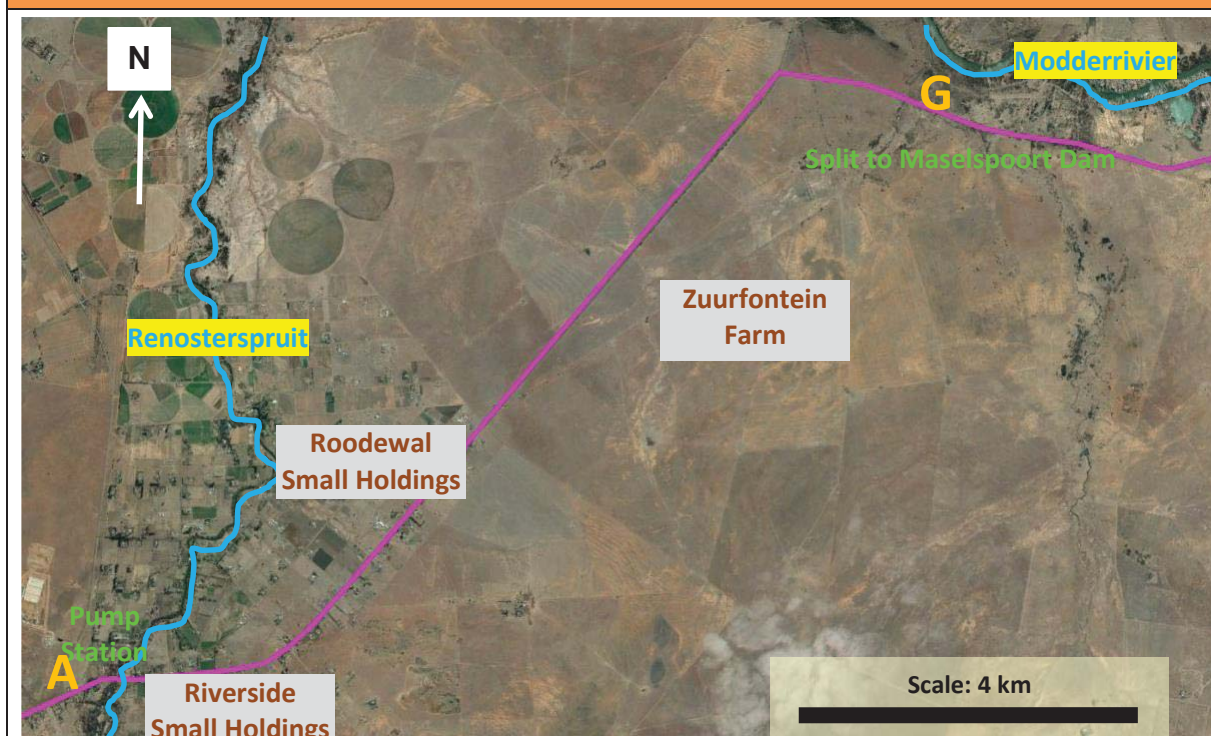 N
Modderrivier
G
Split to Maselspoort Dam
Zuurfontein
Farm
Renosterspruit
Roodewal
Small Holdings
Pump
Station
A
Riverside
Small Holdings
Scale: 4 km